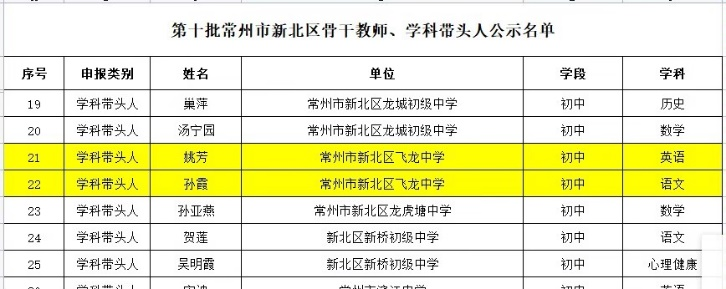 第十批常州市新北区骨干教师、学科带头人公示名单
序号 申报类别 姓名 单位 学段 学科
19 学科带头人 巢萍 常州市新北区龙城初级中学 初中 历史
20 学科带头人 汤宁园 常州市新北区龙城初级中学 初中 数学
21 学科带头人 姚芳 常州市新北区飞龙中学 初中 英语
22 学科带头人 孙霞 常州市新北区飞龙中学 初中 语文
23 学科带头人 孙亚燕 常州市新北区龙虎塘中学 初中 数学
24 学科带头人 贺莲 新北区新桥初级中学 初中 语文
25 学科带头人 吴明霞 新北区新桥初级中学 初中 心理健康